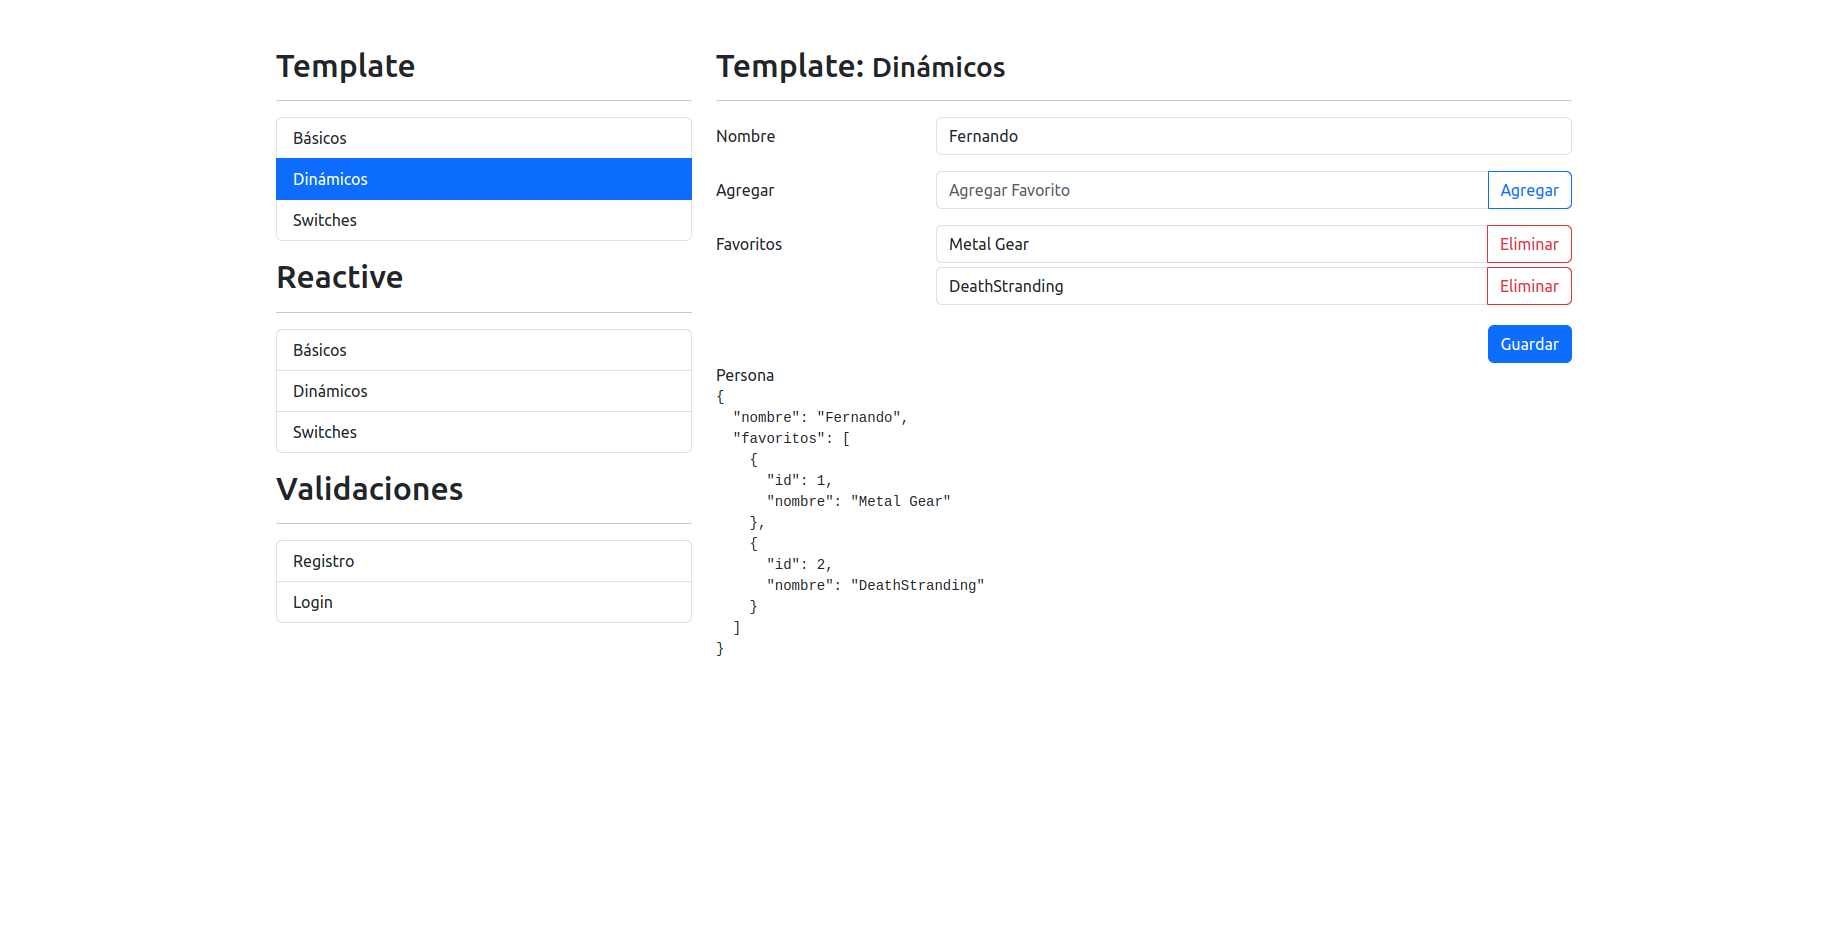 Template
Básicos
Dinámicos
Switches
Reactive
Básicos
Dinámicos
Switches
Validaciones
Registro
Login
Template: Dinámicos
Nombre
Fernando
Agregar
Agregar Favorito
Agregar
Favoritos
Metal Gear
Eliminar
DeathStranding
Eliminar
Guardar
Persona
{
  "nombre": "Fernando",
  "favoritos": [
    {
      "id": 1,
      "nombre": "Metal Gear"
    },
    {
      "id": 2,
      "nombre": "DeathStranding"
    }
  ]
}